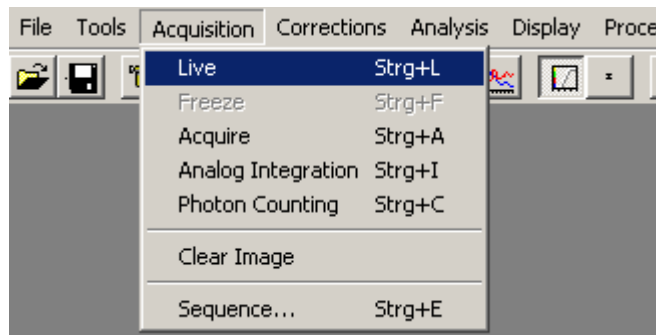 File Tools Acquisition Corrections Analysis Display Proce
Live Strg+L
Freeze Strg+F
Acquire Strg+A
Analog Integration Strg+I
Photon Counting Strg+C
Clear Image
Sequence... Strg+E